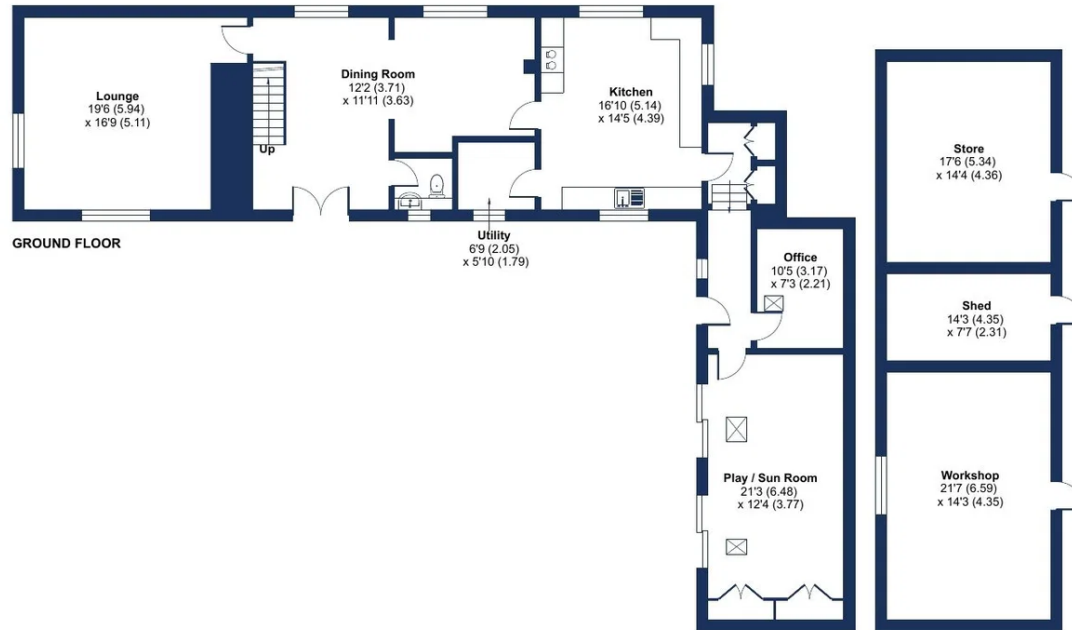 Lounge
19'6 (5.94)
x 16'9 (5.11)
Up
Dining Room
12'2 (3.71)
x 11'11 (3.63)
Kitchen
16'10 (5.14)
x 14'5 (4.39)
GROUND FLOOR
Utility
6'9 (2.05)
x 5'10 (1.79)
Office
10'5 (3.17)
x 7'3 (2.21)
Play / Sun Room
21'3 (6.48)
x 12'4 (3.77)
Store
17'6 (5.34)
x 14'4 (4.36)
Shed
14'3 (4.35)
x 7'7 (2.31)
Workshop
21'7 (6.59)
x 14'3 (4.35)